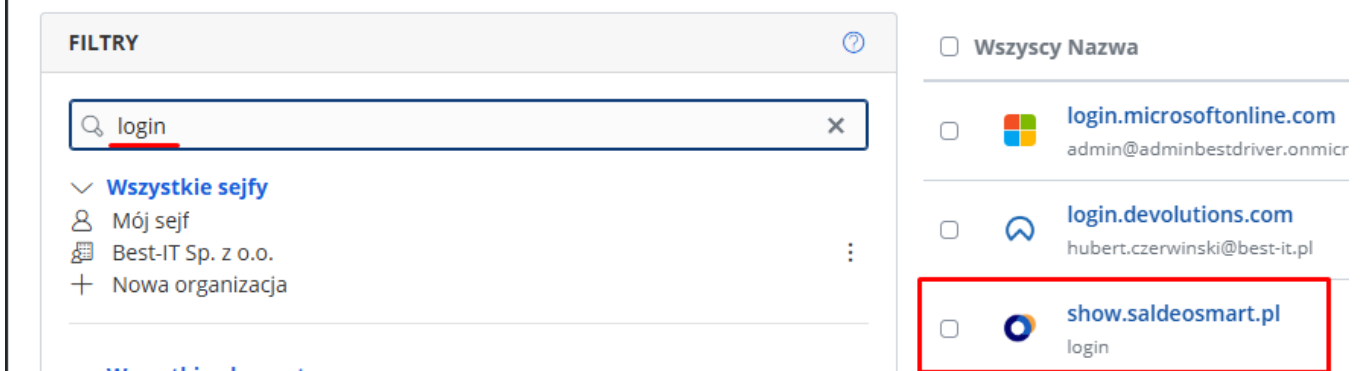 FILTRY
login
Wszystkie sejfy
Mój sejf
Best-IT Sp. z o.o.
Nowa organizacja
Wszyscy Nazwa
login.microsoftonline.com
admin@adminbestdriver.onmicr
login.devolutions.com
hubert.czerwinski@best-it.pl
show.saldeosmart.pl
login